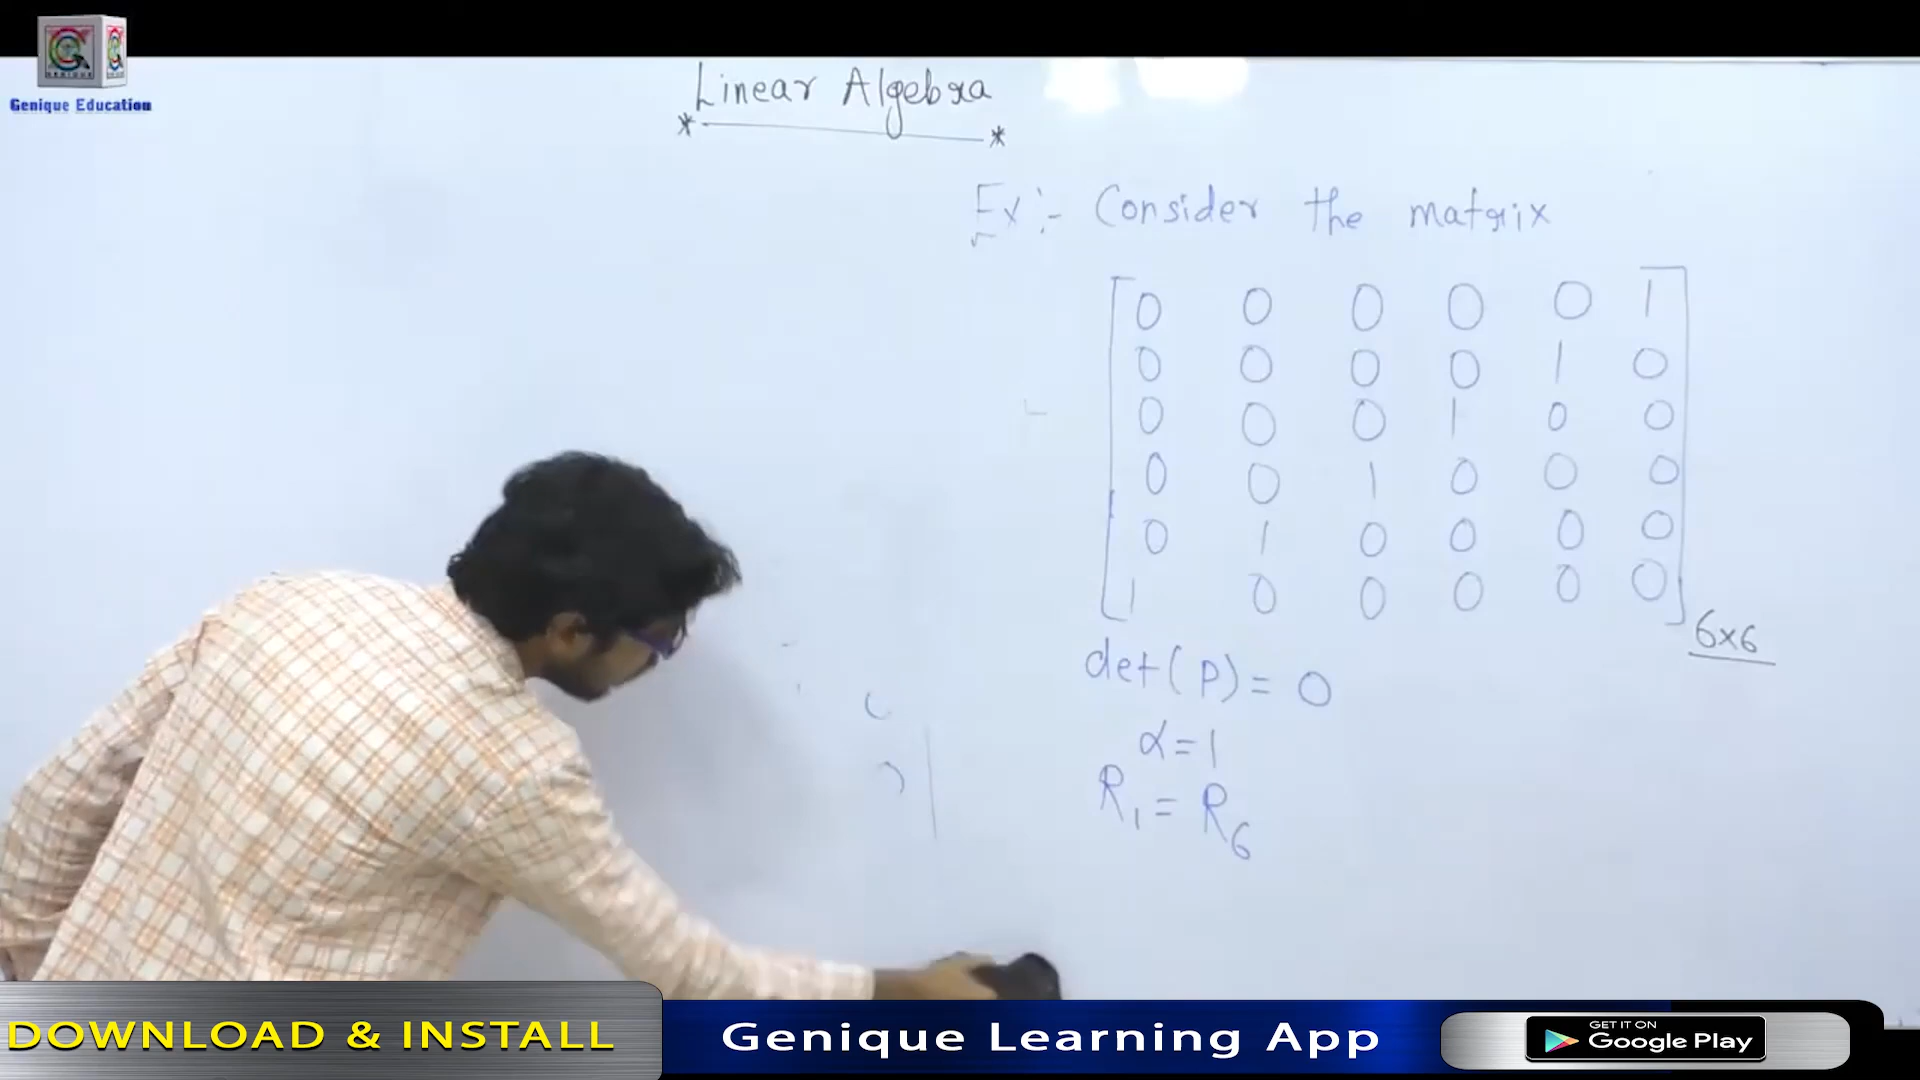 GENIQUE
Genique Education
Linear Algebra
* *
Ex:- Consider the matrix
0 0 0 0 0 1
0 0 0 0 1 0
0 0 0 1 0 0
0 0 1 0 0 0
0 1 0 0 0 0
1 0 0 0 0 0
6x6
det(P)= 0
α=1
R₁= R₆
DOWNLOAD & INSTALL
Genique Learning App
GET IT ON
Google Play